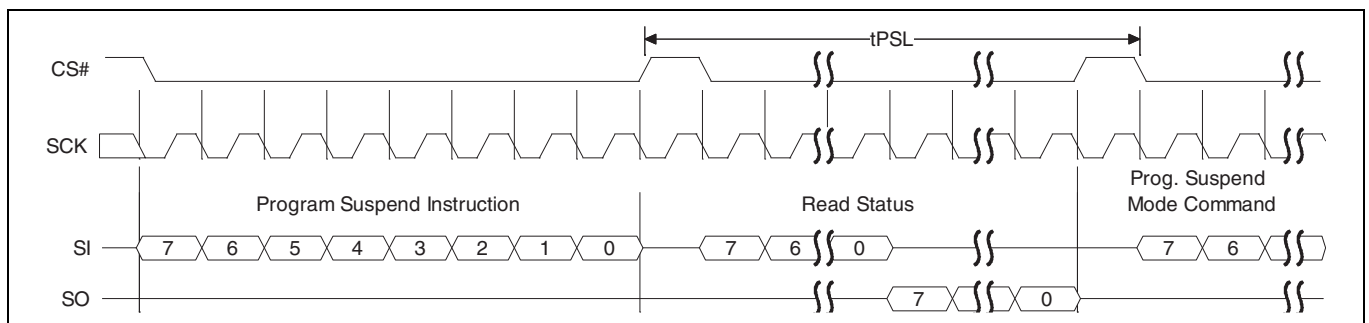 tPSL
CS#
SCK
Prog. Suspend
Program Suspend Instruction Read Status Mode Command
SI 7 6 5 4 3 2 1 0 7 6 0 7 6
SO 7 0